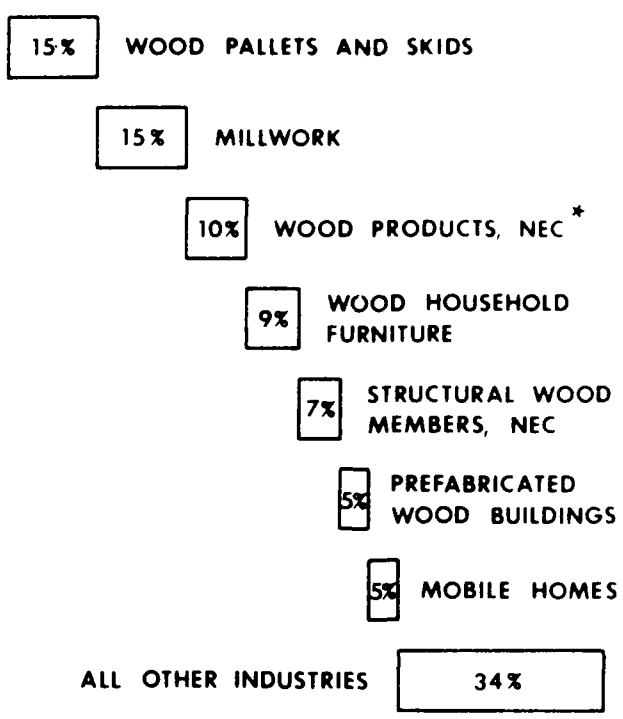 15% WOOD PALLETS AND SKIDS
15% MILLWORK
10% WOOD PRODUCTS, NEC*
9% WOOD HOUSEHOLD
FURNITURE
7% STRUCTURAL WOOD
MEMBERS, NEC
5% PREFABRICATED
WOOD BUILDINGS
5% MOBILE HOMES
ALL OTHER INDUSTRIES 34%